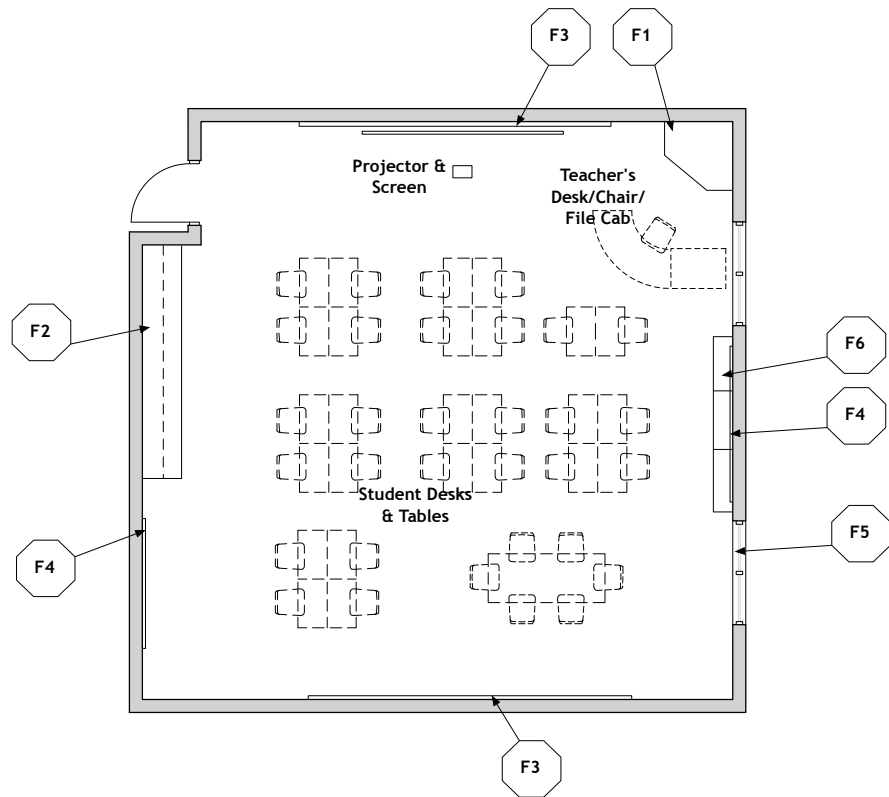 F3
F1
Projector &
Screen
Teacher's
Desk/Chair/
File Cab
F2
F6
F4
Student Desks
& Tables
F5
F4
F3